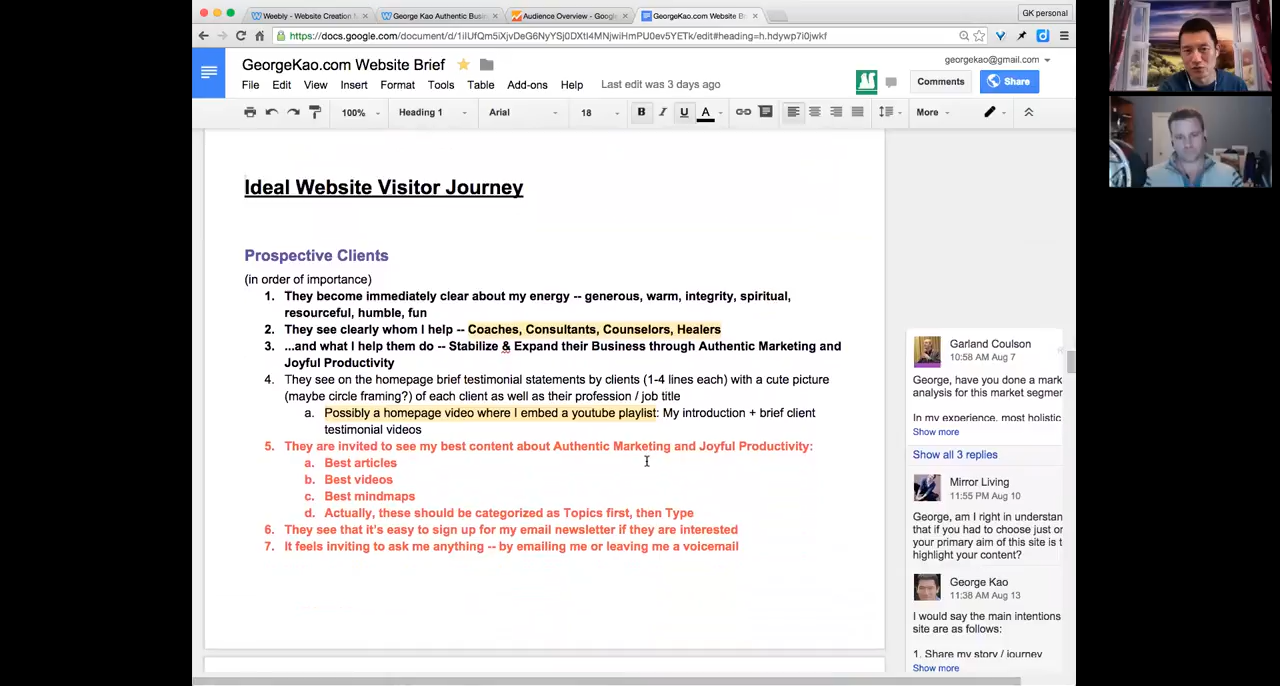 Weebly - Website Creation
George Kao Authentic Busi
Audience Overview - Google
GeorgeKao.com Website Br
GK personal
https://docs.google.com/document/d/1iIUfQm5iXjvDeG6NyYSj0DXtI4MNjwiHmPU0ev5YETk/edit#heading=h.hdywp7i0jwkf
GeorgeKao.com Website Brief
georgekao@gmail.com
File Edit View Insert Format Tools Table Add-ons Help Last edit was 3 days ago
Comments
Share
100% Heading 1 Arial 18 B I U A More
Ideal Website Visitor Journey
Prospective Clients
(in order of importance)
1. They become immediately clear about my energy -- generous, warm, integrity, spiritual,
resourceful, humble, fun
2. They see clearly whom I help -- Coaches, Consultants, Counselors, Healers
3. ...and what I help them do -- Stabilize & Expand their Business through Authentic Marketing and
Joyful Productivity
4. They see on the homepage brief testimonial statements by clients (1-4 lines each) with a cute picture
(maybe circle framing?) of each client as well as their profession / job title
a. Possibly a homepage video where I embed a youtube playlist: My introduction + brief client
testimonial videos
5. They are invited to see my best content about Authentic Marketing and Joyful Productivity:
a. Best articles
b. Best videos
c. Best mindmaps
d. Actually, these should be categorized as Topics first, then Type
6. They see that it's easy to sign up for my email newsletter if they are interested
7. It feels inviting to ask me anything -- by emailing me or leaving me a voicemail
Garland Coulson
10:58 AM Aug 7
George, have you done a mark
analysis for this market segmer
In my experience, most holistic
Show more
Show all 3 replies
Mirror Living
11:55 PM Aug 10
George, am I right in understan
that if you had to choose just or
your primary aim of this site is t
highlight your content?
George Kao
11:38 AM Aug 13
I would say the main intentions
site are as follows:
1. Share my story / journey
Show more